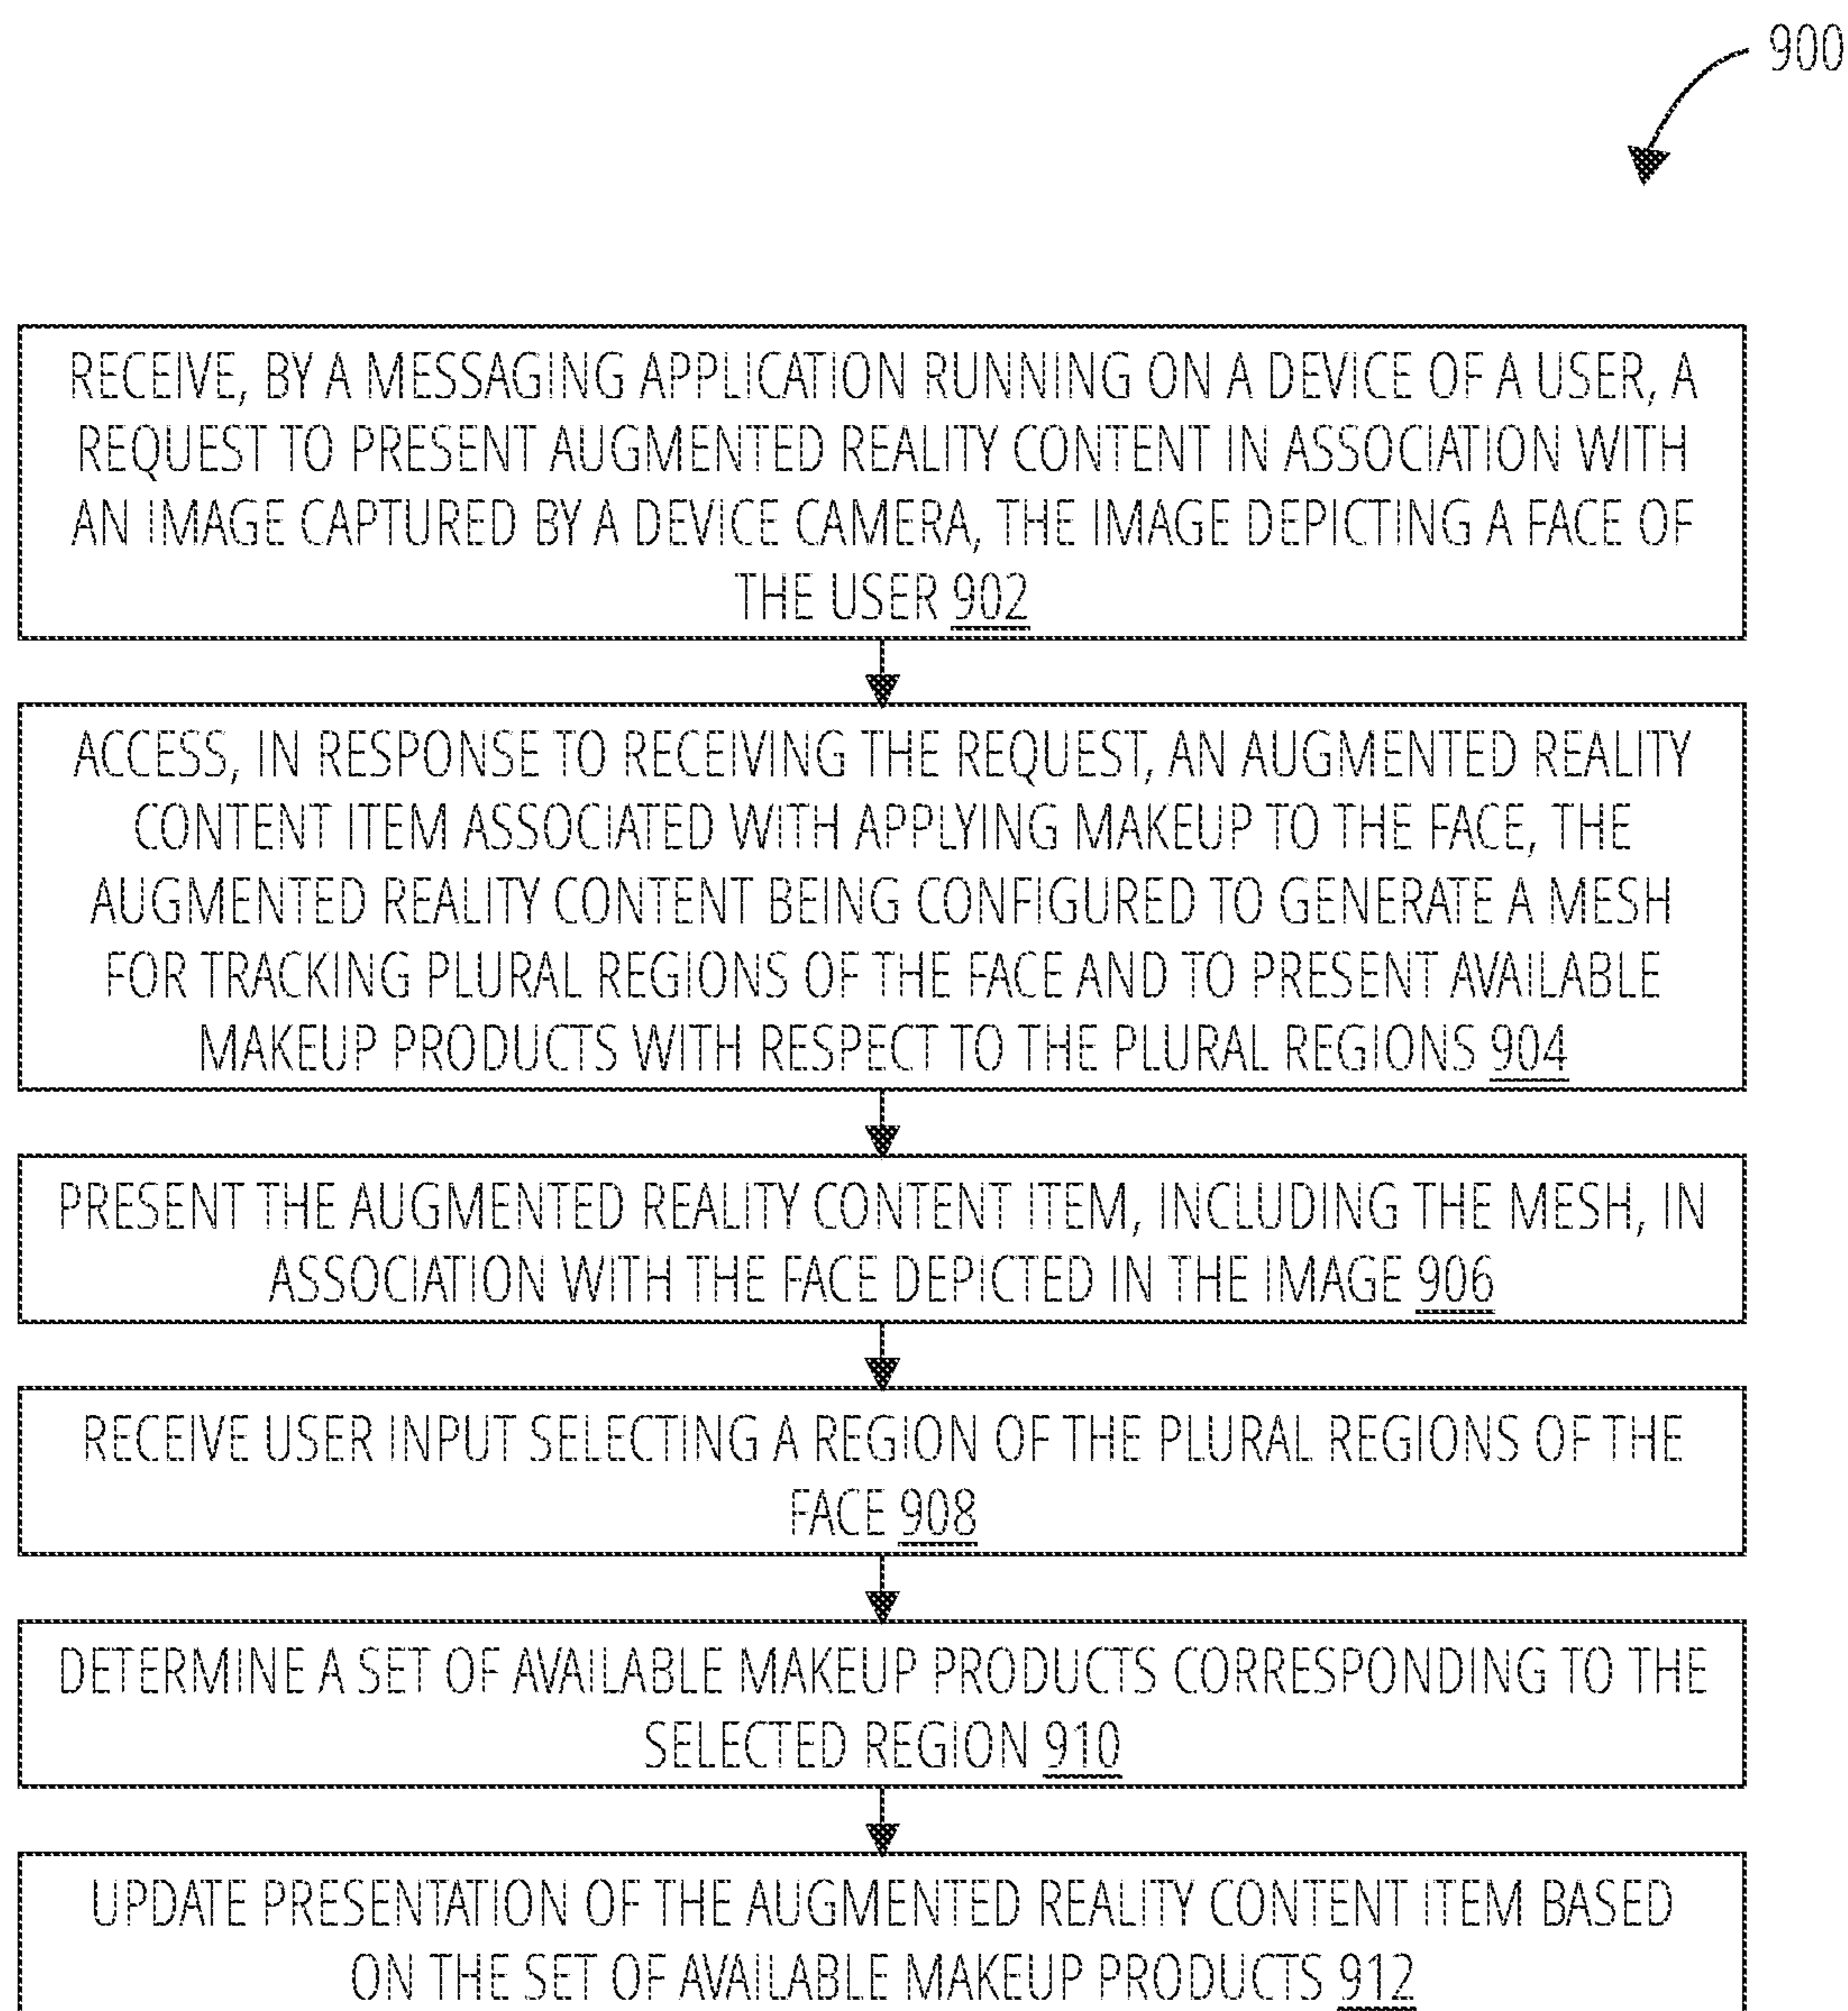 900
RECEIVE, BY A MESSAGING APPLICATION RUNNING ON A DEVICE OF A USER, A
REQUEST TO PRESENT AUGMENTED REALITY CONTENT IN ASSOCIATION WITH
AN IMAGE CAPTURED BY A DEVICE CAMERA, THE IMAGE DEPICTING A FACE OF
THE USER 902
ACCESS, IN RESPONSE TO RECEIVING THE REQUEST, AN AUGMENTED REALITY
CONTENT ITEM ASSOCIATED WITH APPLYING MAKEUP TO THE FACE, THE
AUGMENTED REALITY CONTENT BEING CONFIGURED TO GENERATE A MESH
FOR TRACKING PLURAL REGIONS OF THE FACE AND TO PRESENT AVAILABLE
MAKEUP PRODUCTS WITH RESPECT TO THE PLURAL REGIONS 904
PRESENT THE AUGMENTED REALITY CONTENT ITEM, INCLUDING THE MESH, IN
ASSOCIATION WITH THE FACE DEPICTED IN THE IMAGE 906
RECEIVE USER INPUT SELECTING A REGION OF THE PLURAL REGIONS OF THE
FACE 908
DETERMINE A SET OF AVAILABLE MAKEUP PRODUCTS CORRESPONDING TO THE
SELECTED REGION 910
UPDATE PRESENTATION OF THE AUGMENTED REALITY CONTENT ITEM BASED
ON THE SET OF AVAILABLE MAKEUP PRODUCTS 912